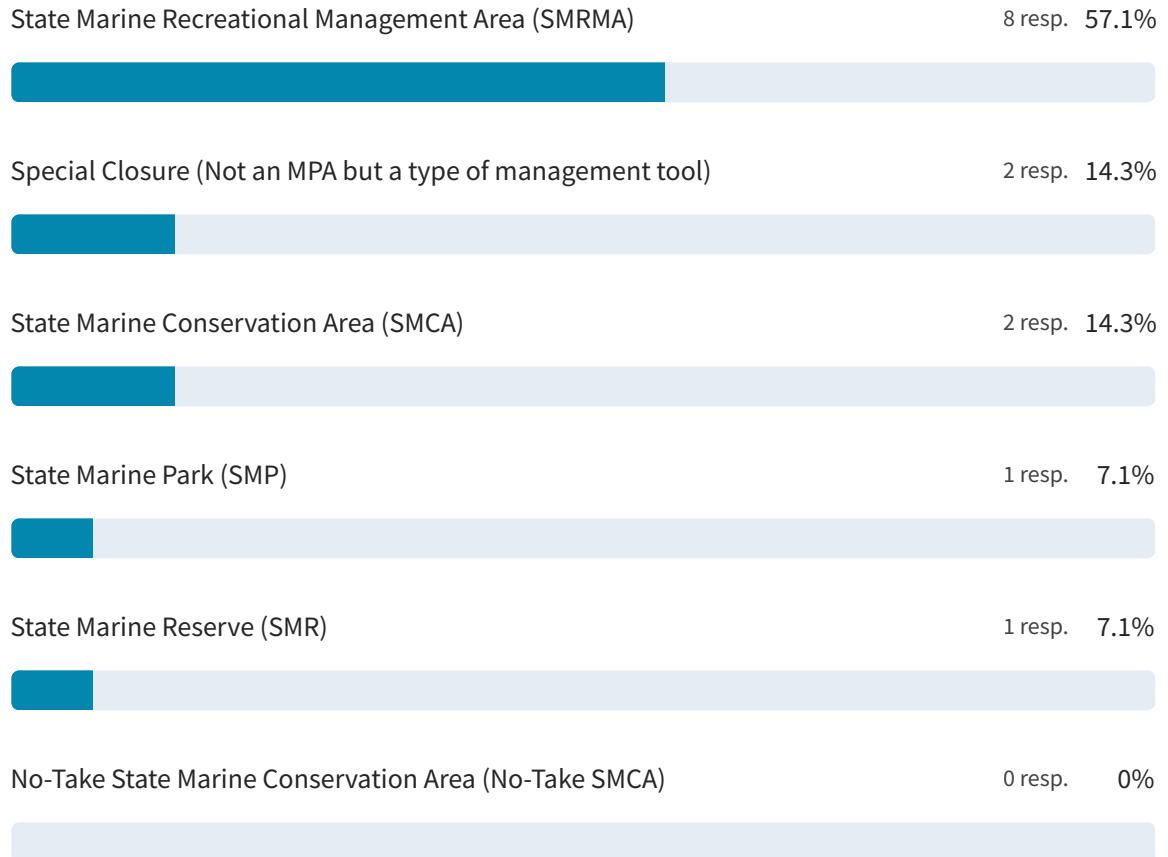 State Marine Recreational Management Area (SMRMA) 8 resp. 57.1%
Special Closure (Not an MPA but a type of management tool) 2 resp. 14.3%
State Marine Conservation Area (SMCA) 2 resp. 14.3%
State Marine Park (SMP) 1 resp. 7.1%
State Marine Reserve (SMR) 1 resp. 7.1%
No-Take State Marine Conservation Area (No-Take SMCA) 0 resp. 0%